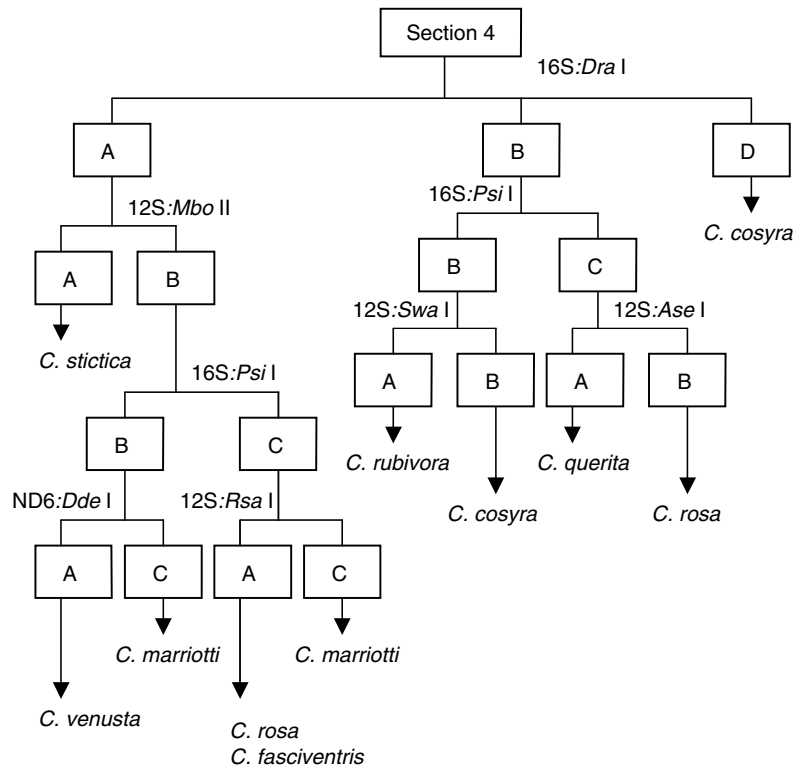 Section 4
16S:Dra I
A
B
D
12S:Mbo II
16S:Psi I
C. cosyra
A
B
B
C
12S:Swa I
12S:Ase I
C. stictica
16S:Psi I
A
B
A
B
B
C
C. rubivora
C. querita
ND6:Dde I
12S:Rsa I
C. cosyra
C. rosa
A
C
A
C
C. marriotti
C. marriotti
C. venusta
C. rosa
C. fasciventris